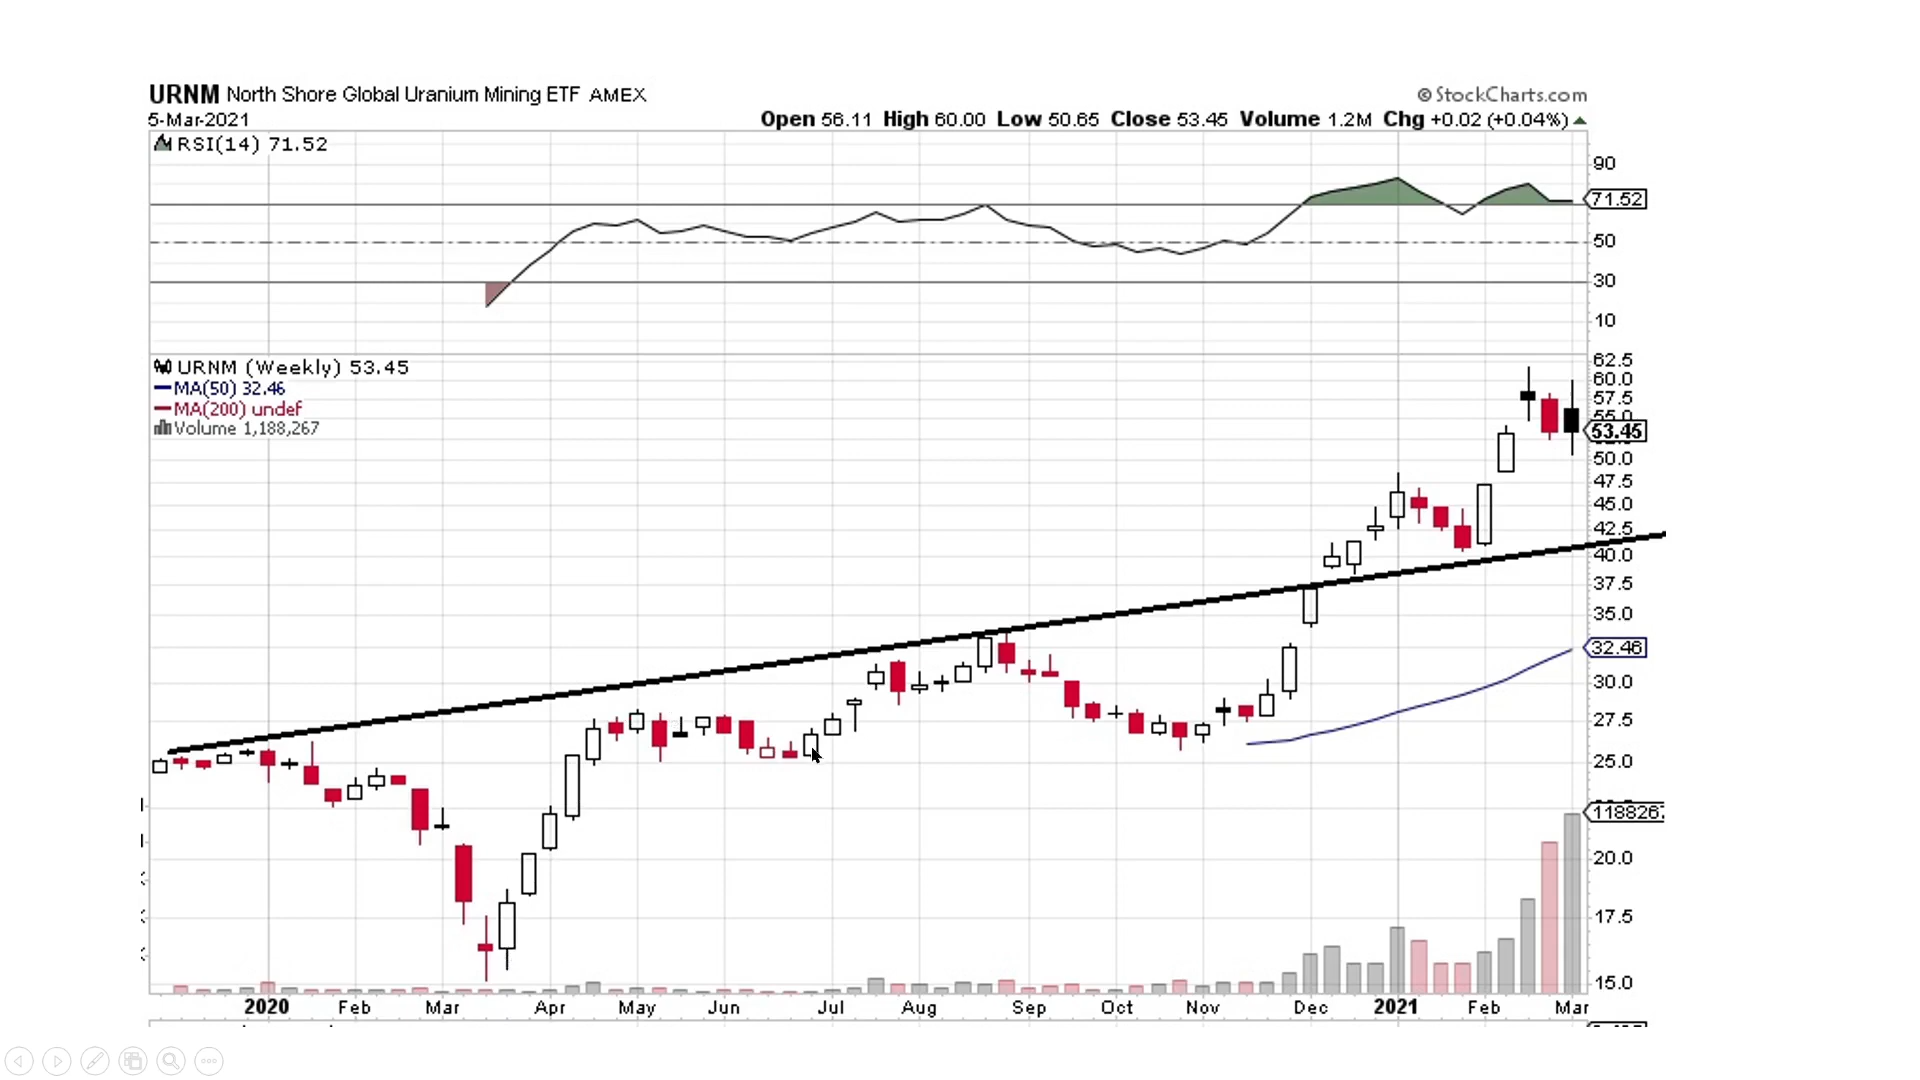 URNM North Shore Global Uranium Mining ETF AMEX
© StockCharts.com
5-Mar-2021
Open 56.11 High 60.00 Low 50.65 Close 53.45 Volume 1.2M Chg +0.02 (+0.04%)
RSI(14) 71.52
90
71.52
50
30
10
URNM (Weekly) 53.45
MA(50) 32.46
MA(200) undef
Volume 1,188,267
62.5
60.0
57.5
55.0
53.45
50.0
47.5
45.0
42.5
40.0
37.5
35.0
32.46
30.0
27.5
25.0
118826
20.0
17.5
15.0
2020 Feb Mar Apr May Jun Jul Aug Sep Oct Nov Dec 2021 Feb Mar